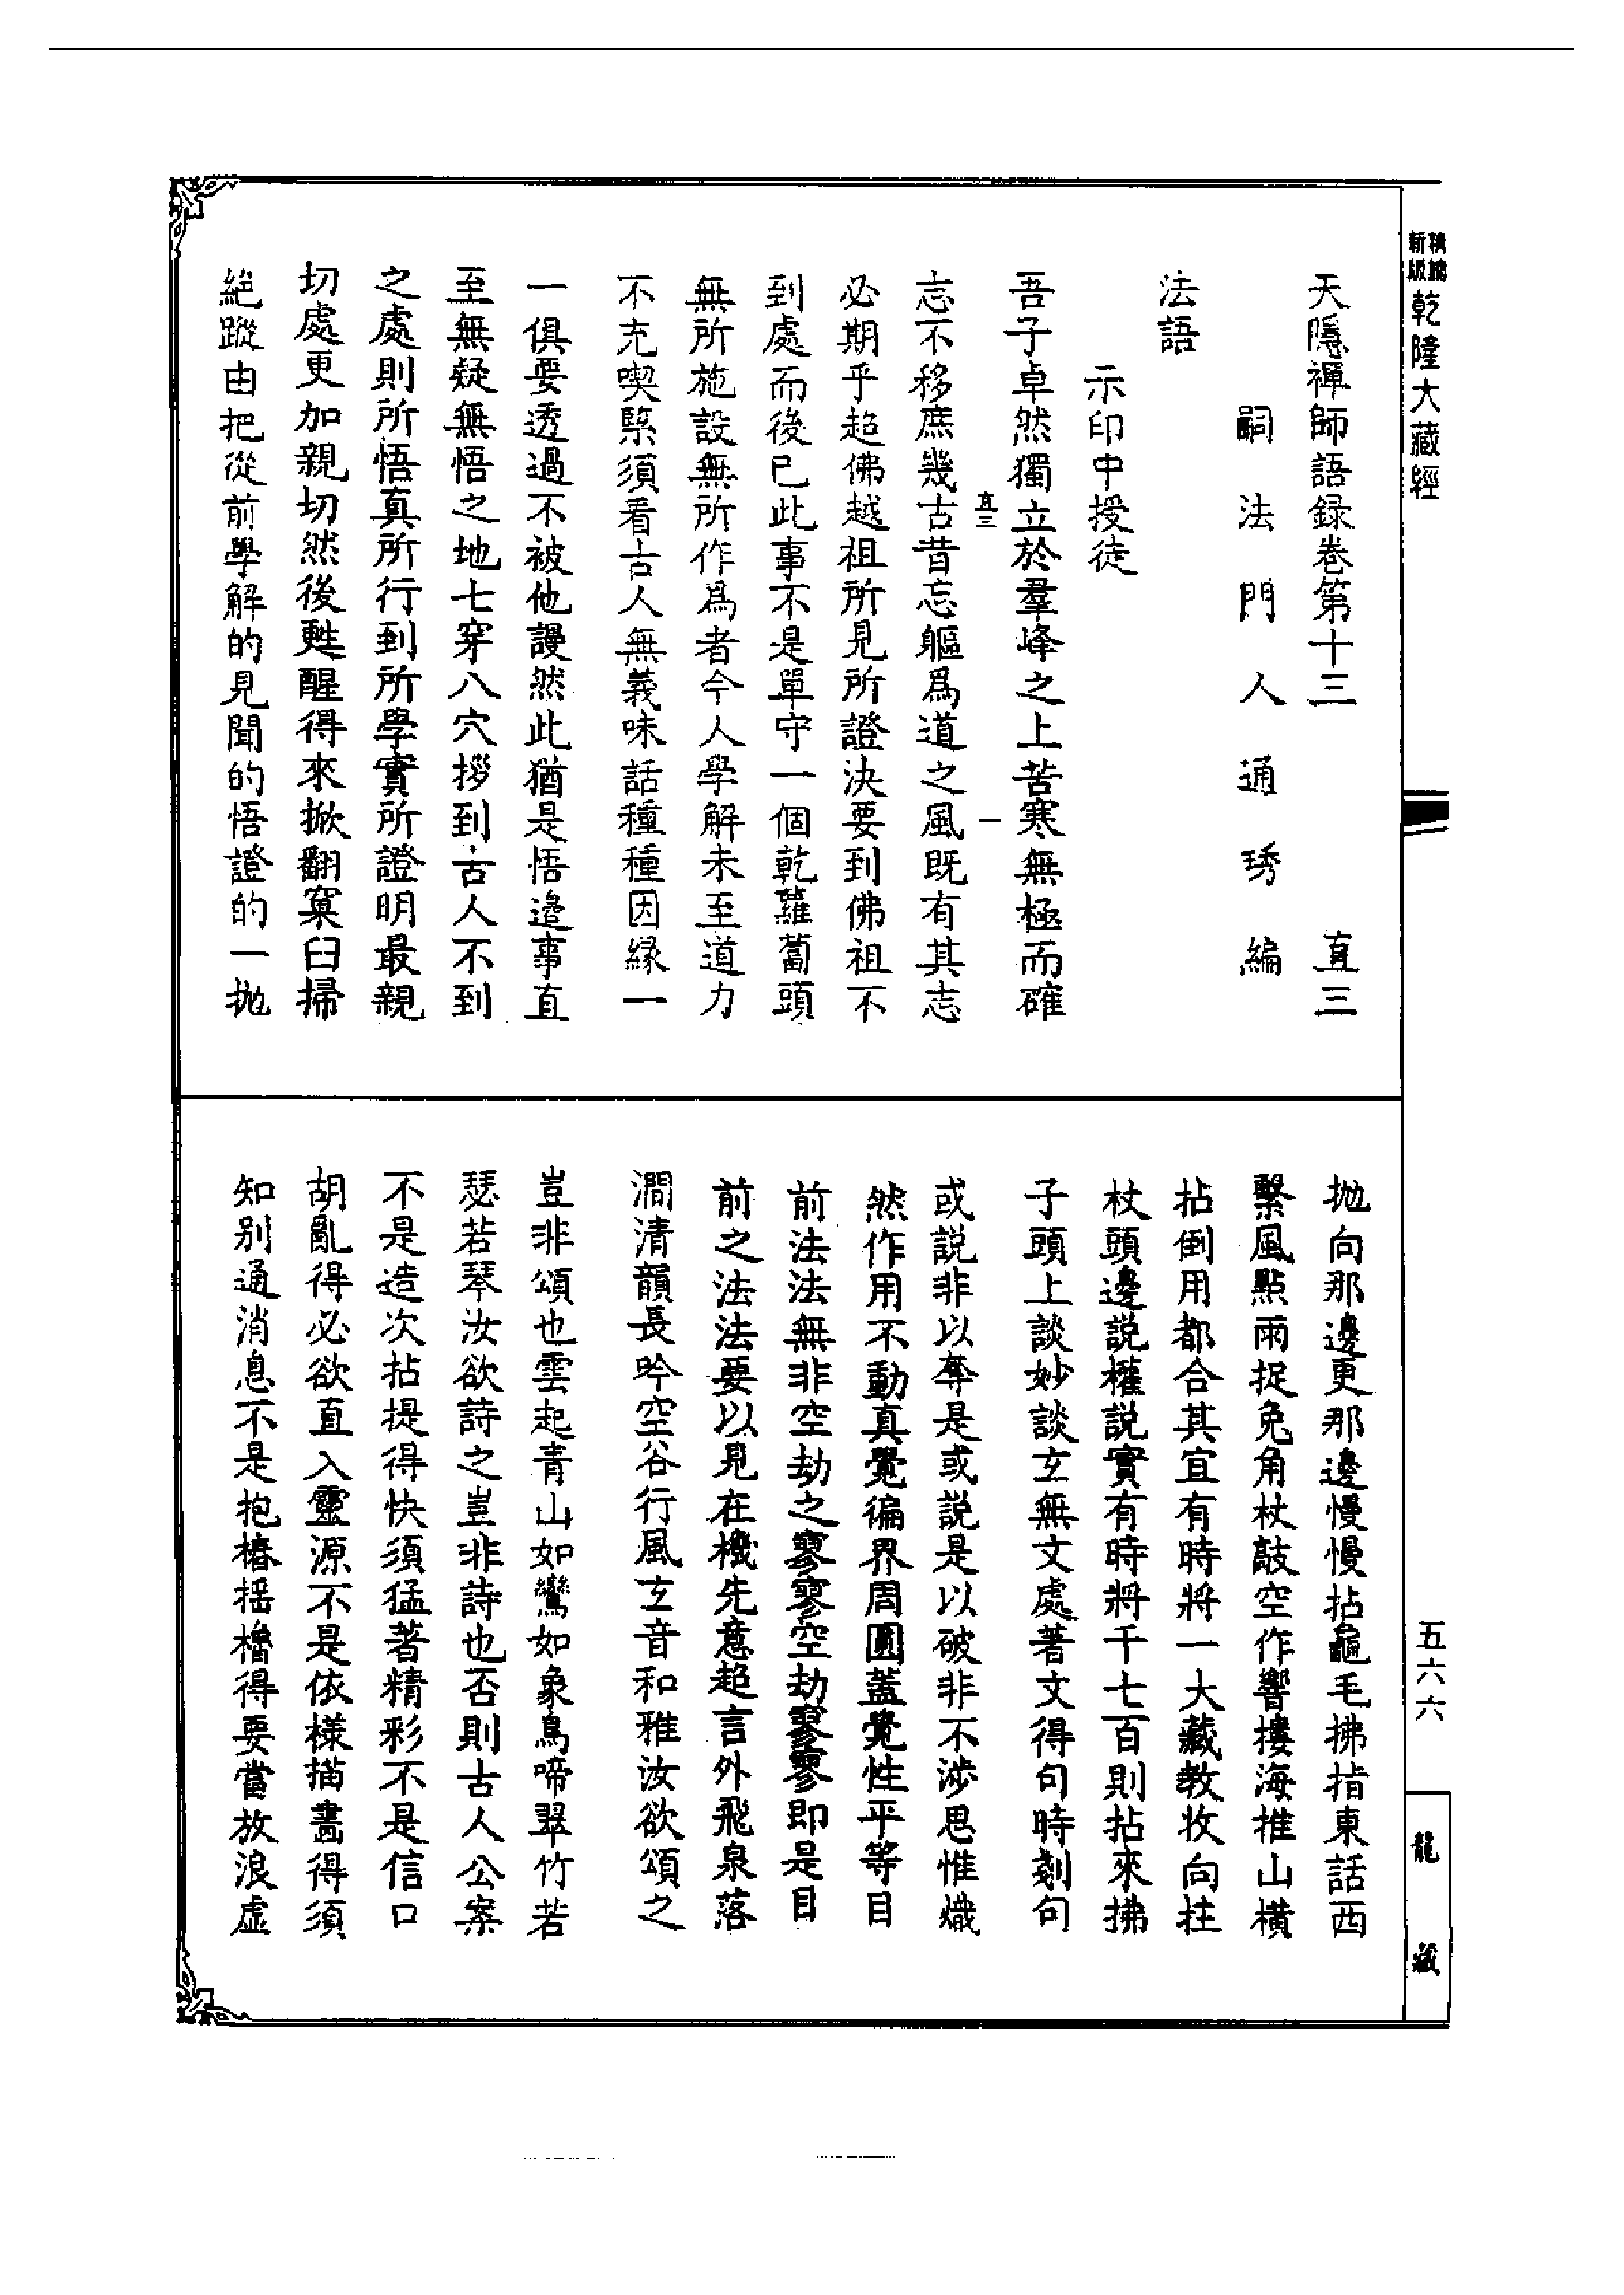 新版精縮乾隆大藏經
天隱禪師語録卷第十三　直三
嗣法門人通琇編
法語
示印中授徒
吾子卓然獨立於羣峰之上苦寒無極而確
直三　一
志不移庶幾古昔忘軀爲道之風既有其志
必期乎超佛越祖所見所證決要到佛祖不
到處而後已此事不是單守一個乾蘿蔔頭
無所施設無所作爲者今人學解未至道力
不充喫緊須看古人無義味話種種因緣一
一俱要透過不被他謾然此猶是悟邊事直
至無疑無悟之地七穿八穴拶到古人不到
之處則所悟真所行到所學實所證明最親
切處更加親切然後甦醒得來掀翻窠臼掃
絕蹤由把從前學解的見聞的悟證的一拋
拋向那邊更那邊慢慢拈龜毛拂指東話西
繫風點雨捉兔角杖敲空作響摟海推山橫
拈倒用都合其宜有時將一大藏教收向拄
杖頭邊說權說實有時將千七百則拈來拂
子頭上談妙談玄無文處著文得句時剗句
或說非以奪是或說是以破非不涉思惟熾
然作用不動真覺徧界周圓蓋覺性平等目
前法法無非空劫之寥寥空劫寥寥即是目
前之法法要以見在機先意超言外飛泉落
澗清韻長吟空谷行風玄音和雅汝欲頌之
豈非頌也雲起青山如鸞如象鳥啼翠竹若
瑟若琴汝欲詩之豈非詩也否則古人公案
不是造次拈提得快須猛著精彩不是信口
胡亂得必欲直入靈源不是依樣描畫得須
知別通消息不是抱樁搖櫓得要當放浪虛
五六六
龍藏